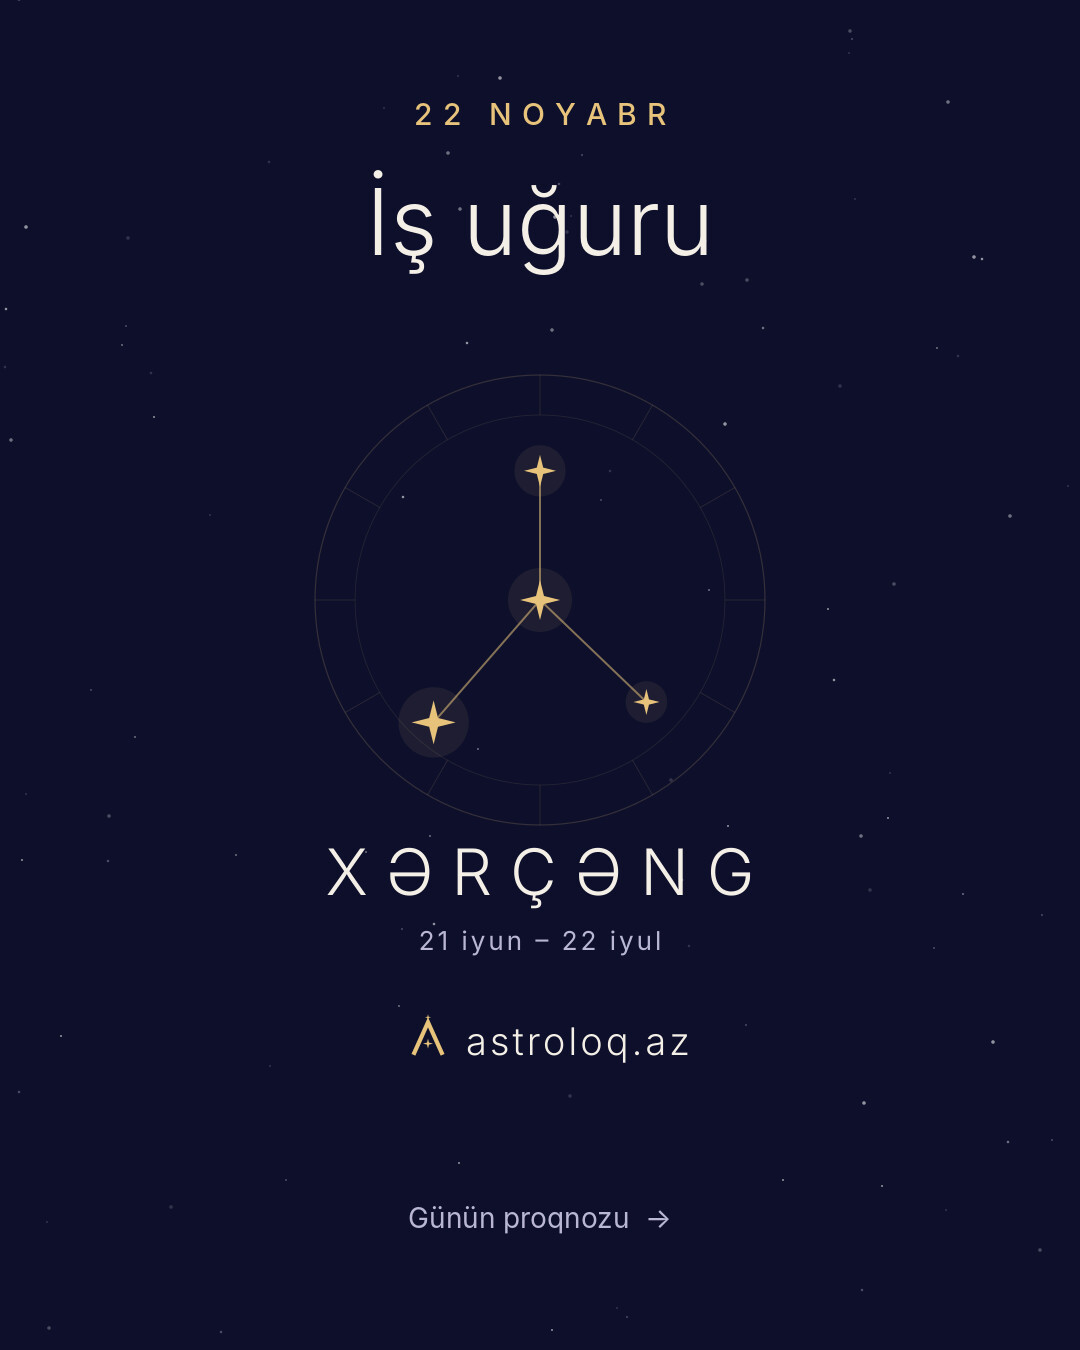 22 NOYABR
İş uğuru
XƏRÇƏNG
21 iyun – 22 iyul
astroloq.az
Günün proqnozu →